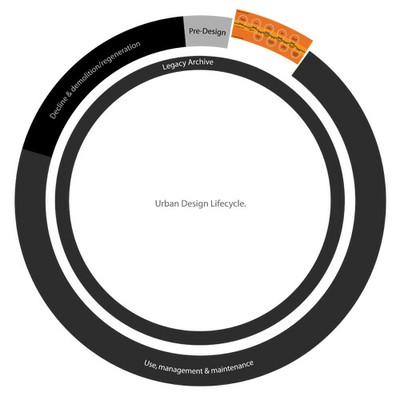 Pre-Design
Decline & demolition/regeneration
Legacy Archive
Urban Design Lifecycle.
Use, management & maintenance